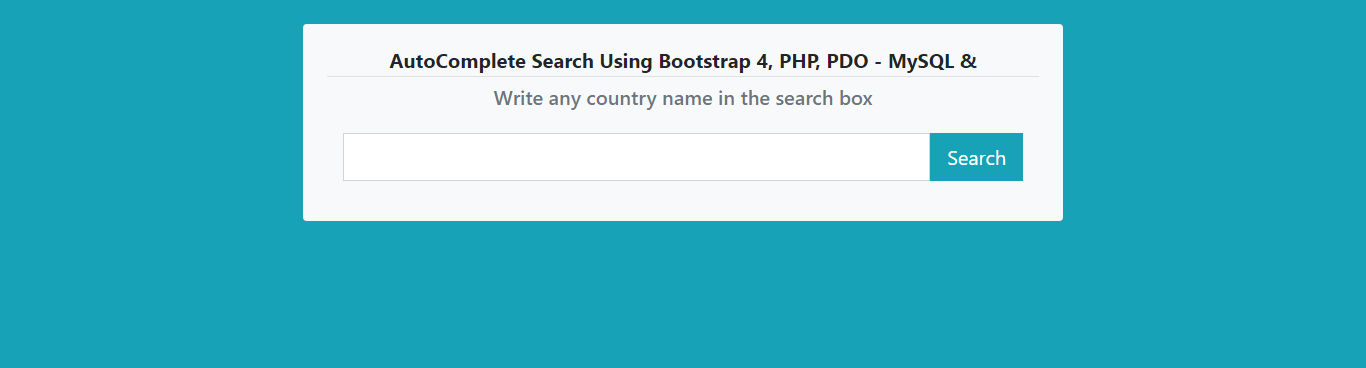 AutoComplete Search Using Bootstrap 4, PHP, PDO - MySQL &
Write any country name in the search box
Search